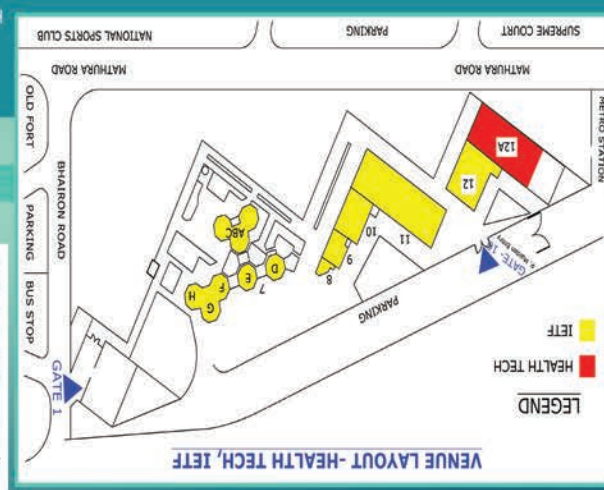 VENUE LAYOUT -HEALTH TECH, IETF
LEGEND
HEALTH TECH
IETF
GATE 1
Maidan Entry
PARKING
12A
12
11
10
9
8
7
D
E
F
G
H
ABC
METRO STATION
BHAIRON ROAD
BUS STOP
PARKING
OLD FORT
MATHURA ROAD
MATHURA ROAD
SUPREME COURT
PARKING
NATIONAL SPORTS CLUB